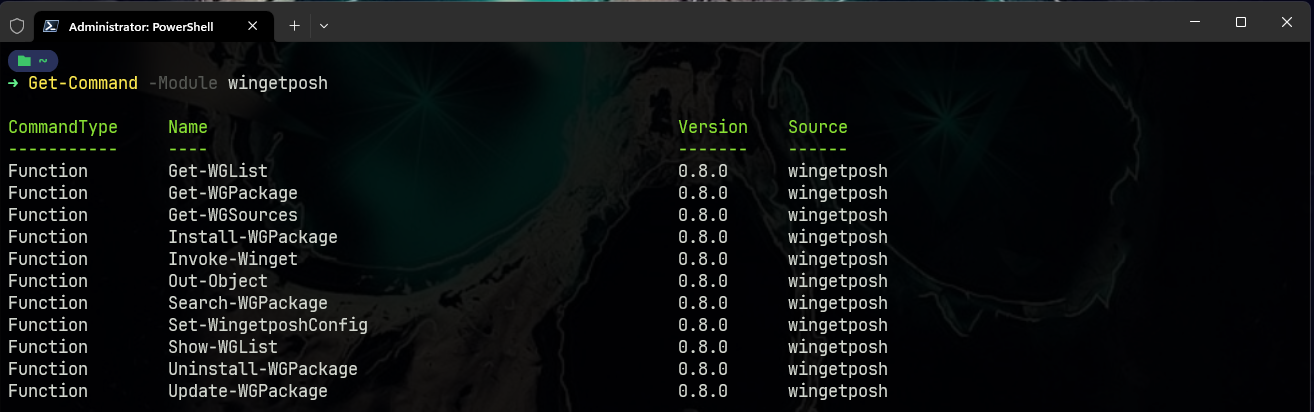 Administrator: PowerShell
~
→ Get-Command -Module wingetposh
CommandType Name Version Source
----------- ---- ------- ------
Function Get-WGList 0.8.0 wingetposh
Function Get-WGPackage 0.8.0 wingetposh
Function Get-WGSources 0.8.0 wingetposh
Function Install-WGPackage 0.8.0 wingetposh
Function Invoke-Winget 0.8.0 wingetposh
Function Out-Object 0.8.0 wingetposh
Function Search-WGPackage 0.8.0 wingetposh
Function Set-WingetposhConfig 0.8.0 wingetposh
Function Show-WGList 0.8.0 wingetposh
Function Uninstall-WGPackage 0.8.0 wingetposh
Function Update-WGPackage 0.8.0 wingetposh